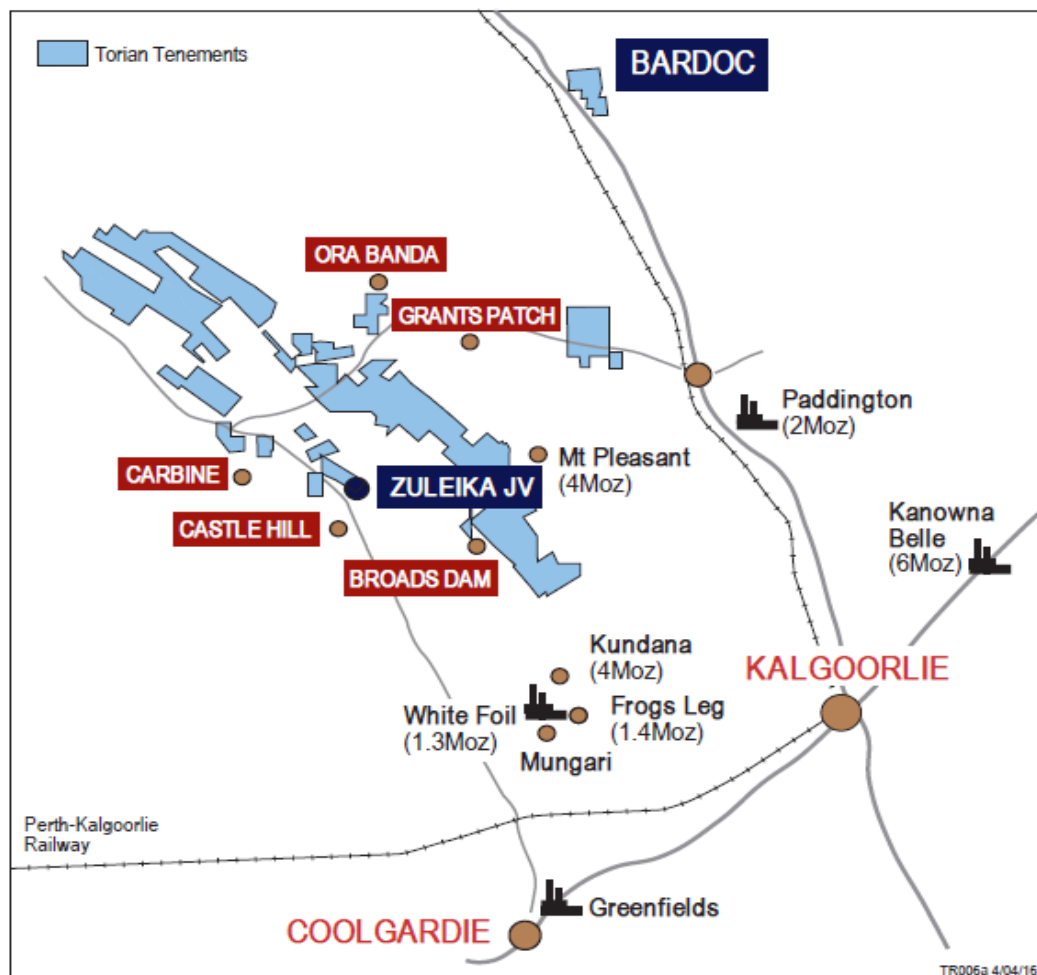 Torian Tenements
BARDOC
ORA BANDA
GRANTS PATCH
Paddington
(2Moz)
Mt Pleasant
(4Moz)
CARBINE
ZULEIKA JV
CASTLE HILL
Kanowna
Belle
(6Moz)
BROADS DAM
Kundana
(4Moz)
KALGOORLIE
White Foil
(1.3Moz)
Frogs Leg
(1.4Moz)
Mungari
Perth-Kalgoorlie
Railway
Greenfields
COOLGARDIE
TR006a 4/04/16